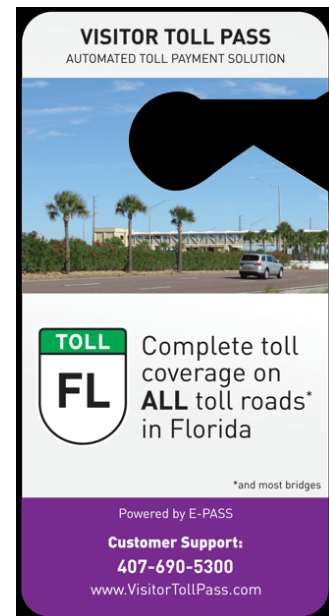 VISITOR TOLL PASS
AUTOMATED TOLL PAYMENT SOLUTION
TOLL
FL
Complete toll
coverage on
ALL toll roads*
in Florida
*and most bridges
Powered by E-PASS
Customer Support:
407-690-5300
www.VisitorTollPass.com